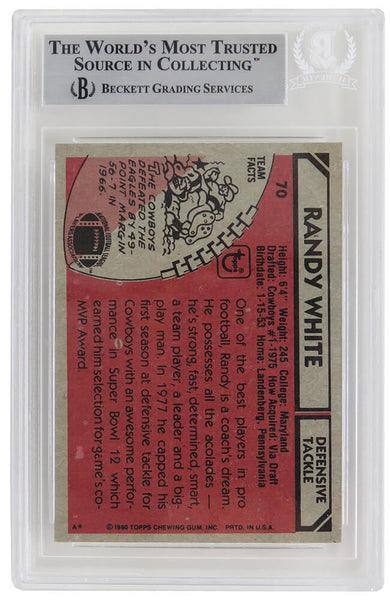 THE WORLD'S MOST TRUSTED
SOURCE IN COLLECTING™
B BECKETT GRADING SERVICES
70
RANDY WHITE
DEFENSIVE
TACKLE
Height: 6'4" Weight: 245 College: Maryland
Drafted: Cowboys #1-1975 How Acquired: Via Draft
Birthdate: 1-15-53 Home: Landenberg, Pennsylvania
One of the best players in pro
football, Randy is a coach's dream.
He possesses all the acolades —
he's strong, fast, determined, smart,
a team player, a leader and a big-
play man. In 1977 he capped his
first season at defensive tackle for
Cowboys with an awesome perfor-
mance in Super Bowl 12 which
earned him selection for game's co-
MVP Award.
TEAM
FACTS
THE COWBOYS
DEFEATED THE
EAGLES BY 49-
POINT MARGIN
56-7 IN
1966.
NATIONAL FOOTBALL LEAGUE
PLAYERS ASSOCIATION
A*
© 1980 TOPPS CHEWING GUM, INC. PRTD. IN U.S.A.